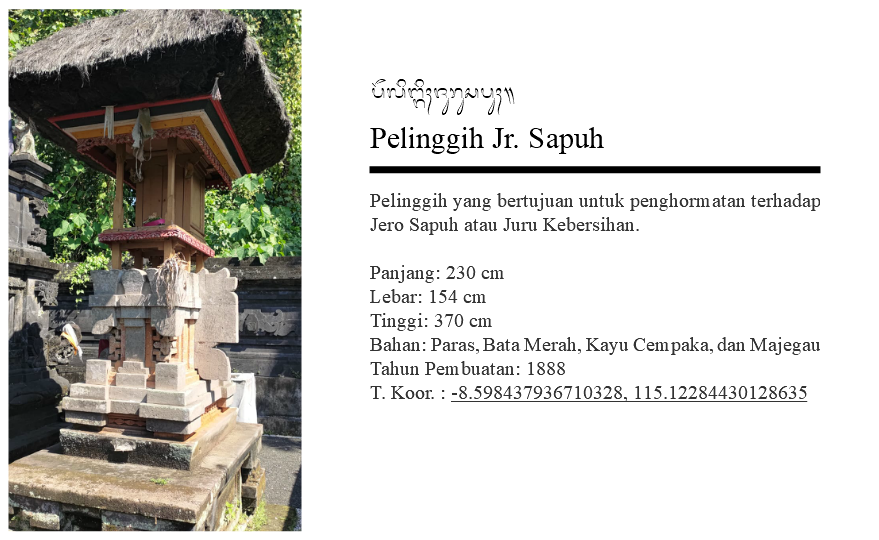 Pelinggih Jr. Sapuh
Pelinggih yang bertujuan untuk penghormatan terhadap
Jero Sapuh atau Juru Kebersihan.
Panjang: 230 cm
Lebar: 154 cm
Tinggi: 370 cm
Bahan: Paras, Bata Merah, Kayu Cempaka, dan Majegau
Tahun Pembuatan: 1888
T. Koor. : -8.598437936710328, 115.12284430128635